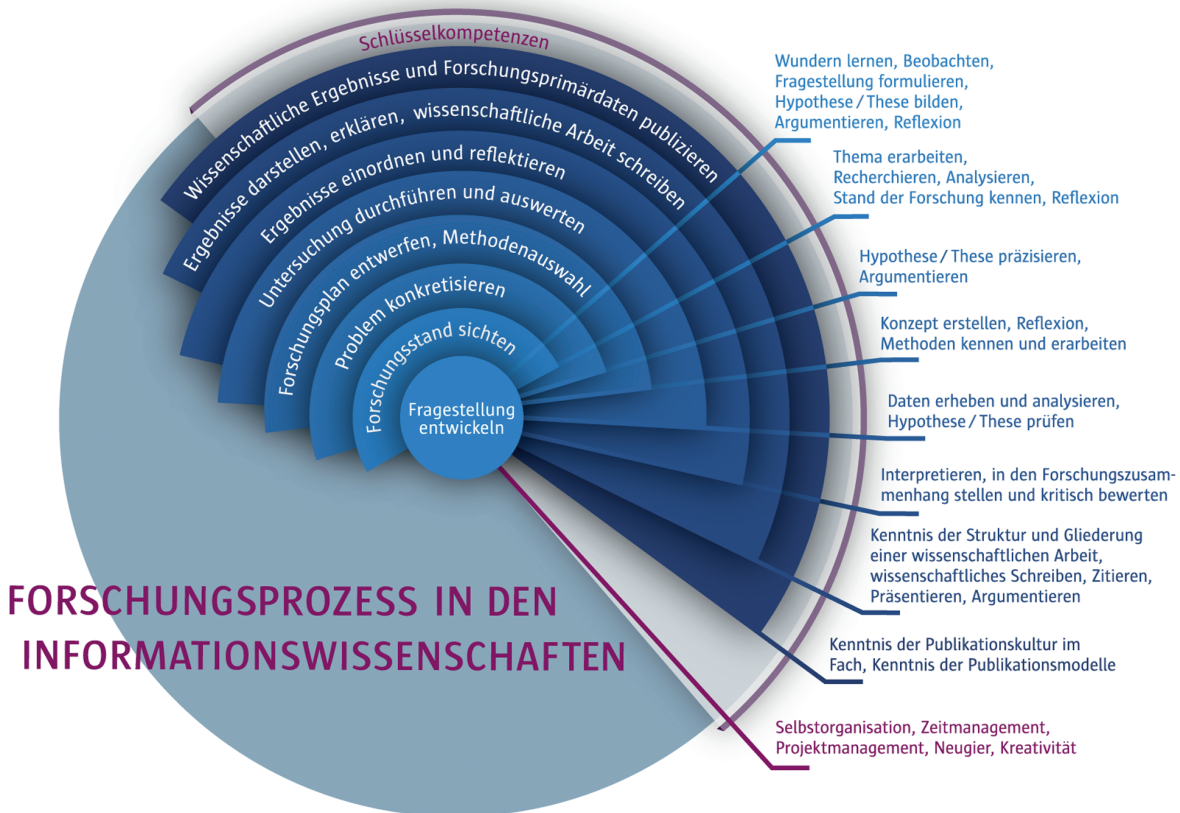 Schlüsselkompetenzen
Wissenschaftliche Ergebnisse und Forschungsprimärdaten publizieren
Ergebnisse darstellen, erklären, wissenschaftliche Arbeit schreiben
Ergebnisse einordnen und reflektieren
Untersuchung durchführen und auswerten
Forschungsplan entwerfen, Methodenauswahl
Problem konkretisieren
Forschungsstand sichten
Fragestellung
entwickeln
Wundern lernen, Beobachten,
Fragestellung formulieren,
Hypothese / These bilden,
Argumentieren, Reflexion
Thema erarbeiten,
Recherchieren, Analysieren,
Stand der Forschung kennen, Reflexion
Hypothese / These präzisieren,
Argumentieren
Konzept erstellen, Reflexion,
Methoden kennen und erarbeiten
Daten erheben und analysieren,
Hypothese / These prüfen
Interpretieren, in den Forschungszusam-
menhang stellen und kritisch bewerten
Kenntnis der Struktur und Gliederung
einer wissenschaftlichen Arbeit,
wissenschaftliches Schreiben, Zitieren,
Präsentieren, Argumentieren
Kenntnis der Publikationskultur im
Fach, Kenntnis der Publikationsmodelle
Selbstorganisation, Zeitmanagement,
Projektmanagement, Neugier, Kreativität
FORSCHUNGSPROZESS IN DEN
INFORMATIONSWISSENSCHAFTEN